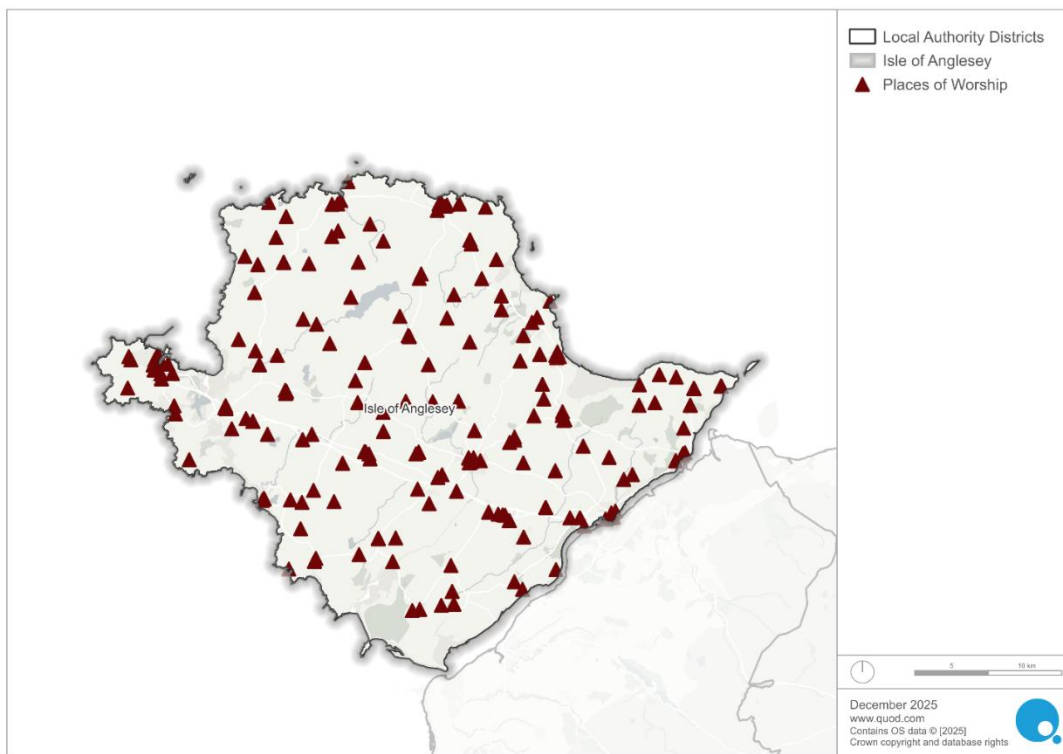 Local Authority Districts
Isle of Anglesey
Places of Worship
Isle of Anglesey
5 10 km
December 2025
www.quod.com
Contains OS data © [2025]
Crown copyright and database rights